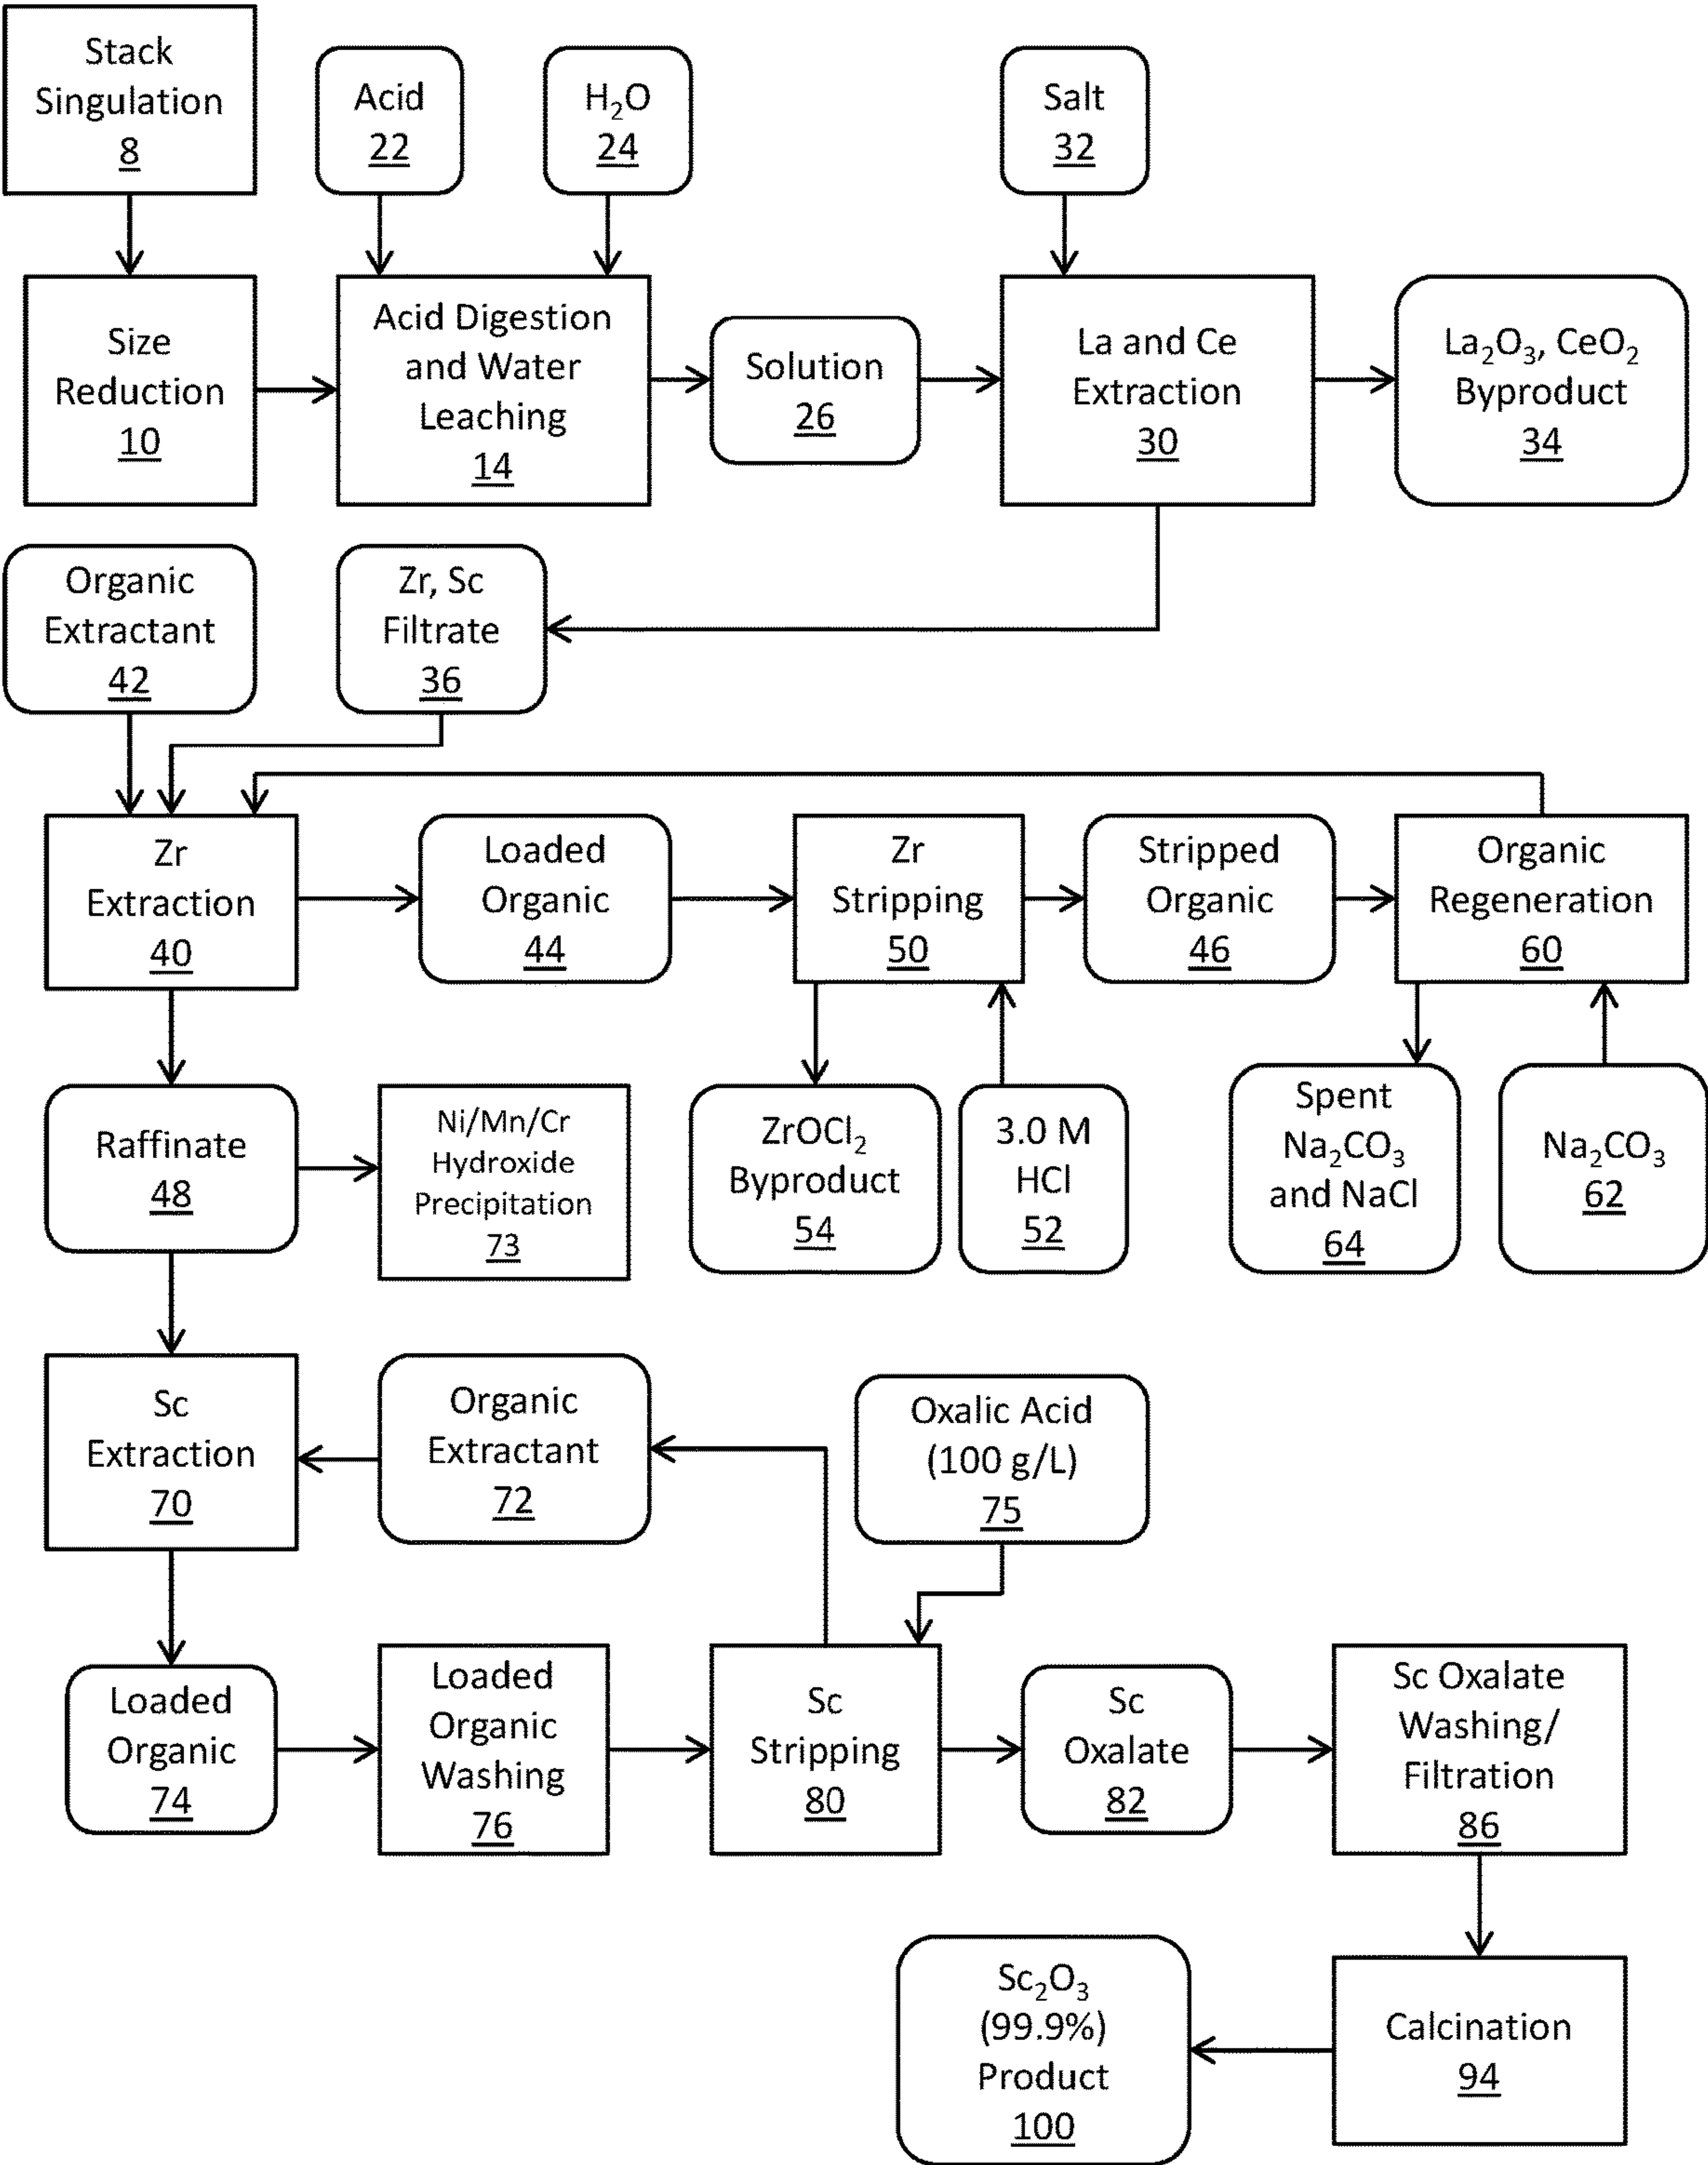 Stack
Singulation
8
Acid
22
H₂O
24
Salt
32
Size
Reduction
10
Acid Digestion
and Water
Leaching
14
Solution
26
La and Ce
Extraction
30
La₂O₃, CeO₂
Byproduct
34
Organic
Extractant
42
Zr, Sc
Filtrate
36
Zr
Extraction
40
Loaded
Organic
44
Zr
Stripping
50
Stripped
Organic
46
Organic
Regeneration
60
Raffinate
48
Ni/Mn/Cr
Hydroxide
Precipitation
73
ZrOCl₂
Byproduct
54
3.0 M
HCl
52
Spent
Na₂CO₃
and NaCl
64
Na₂CO₃
62
Sc
Extraction
70
Organic
Extractant
72
Oxalic Acid
(100 g/L)
75
Loaded
Organic
74
Loaded
Organic
Washing
76
Sc
Stripping
80
Sc
Oxalate
82
Sc Oxalate
Washing/
Filtration
86
Sc₂O₃
(99.9%)
Product
100
Calcination
94